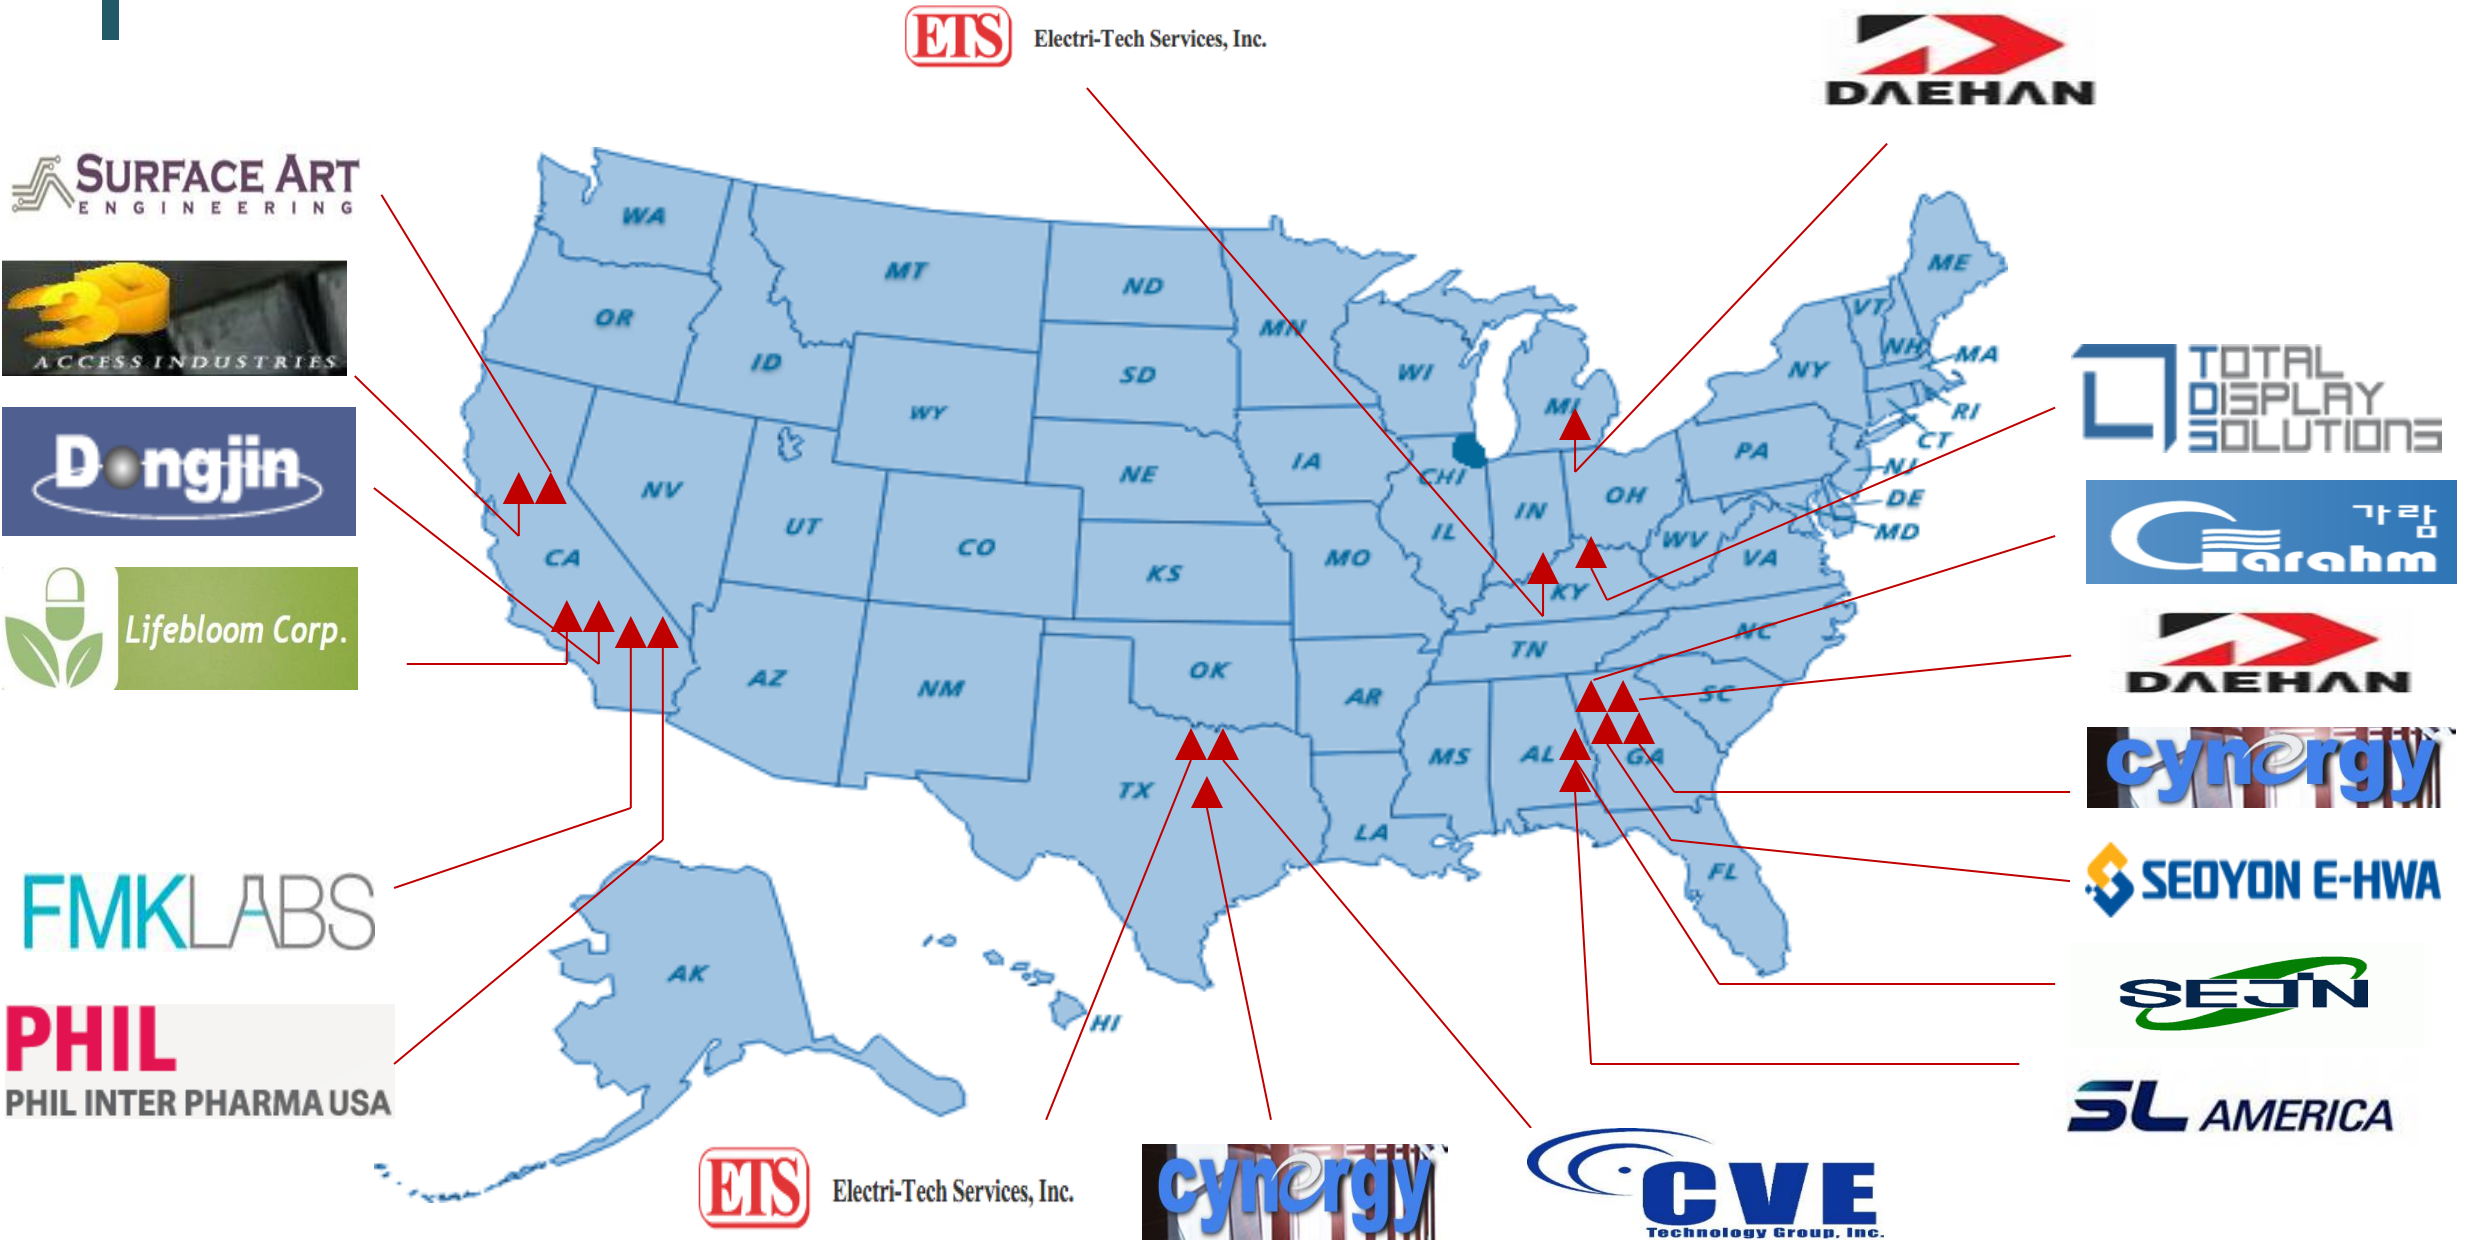 ETS Electri-Tech Services, Inc.
DAEHAN
SURFACE ART
ENGINEERING
3D
ACCESS INDUSTRIES
Dongjin
Lifebloom Corp.
FMKLABS
PHIL
PHIL INTER PHARMA USA
WA
OR
CA
ID
NV
MT
WY
UT
AZ
CO
NM
ND
SD
NE
KS
OK
TX
MN
IA
MO
AR
LA
WI
CHI
IL
MI
IN
OH
KY
TN
MS
AL
GA
FL
SC
NC
VA
WV
PA
NY
VT
NH
ME
MA
RI
CT
NJ
DE
MD
AK
HI
TOTAL
DISPLAY
SOLUTIONS
가람
Garahm
DAEHAN
cynergy
SEOYON E-HWA
SEJIN
SL AMERICA
ETS Electri-Tech Services, Inc.
cynergy
CVE
Technology Group, Inc.